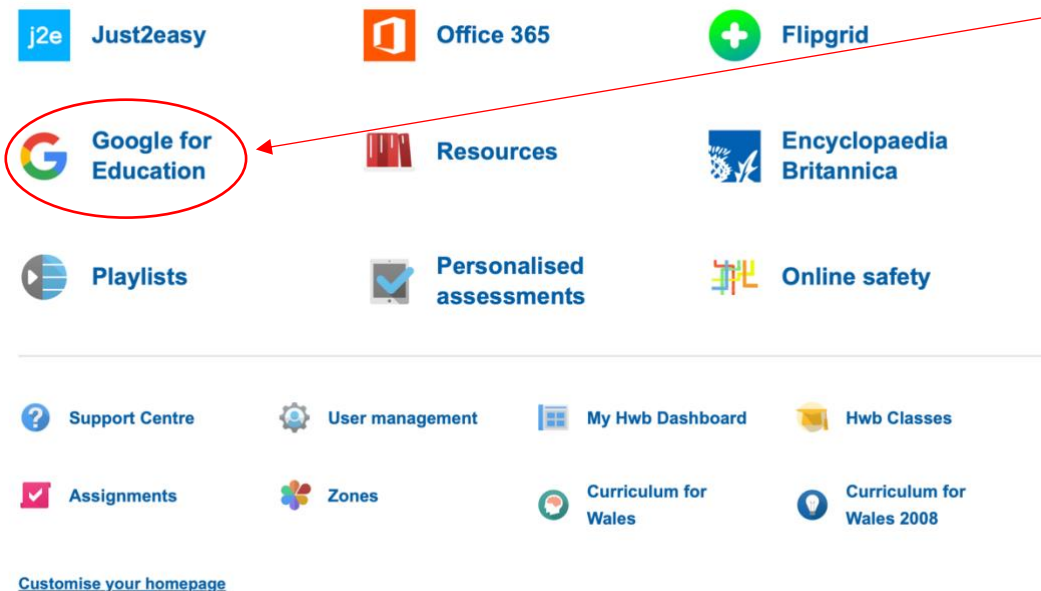 j2e Just2easy
Office 365
Flipgrid
Google for
Education
Resources
Encyclopaedia
Britannica
Playlists
Personalised
assessments
Online safety
? Support Centre
User management
My Hwb Dashboard
Hwb Classes
Assignments
Zones
Curriculum for
Wales
Curriculum for
Wales 2008
Customise your homepage